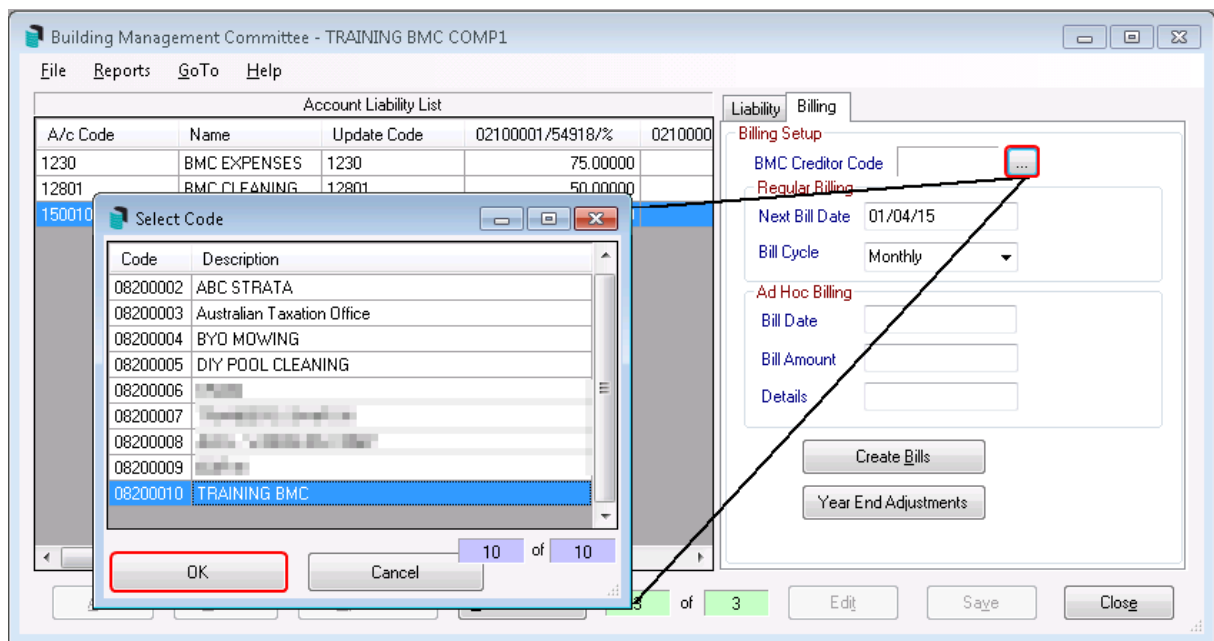 Building Management Committee - TRAINING BMC COMP1
File Reports GoTo Help
Account Liability List
A/c Code Name Update Code 02100001/54918/% 0210000
1230 BMC EXPENSES 1230 75.00000
12801 BMC CLEANING 12801 50.00000
150010
Liability Billing
Billing Setup
BMC Creditor Code ...
Regular Billing
Next Bill Date 01/04/15
Bill Cycle Monthly
Ad Hoc Billing
Bill Date
Bill Amount
Details
Create Bills
Year End Adjustments
Select Code
Code Description
08200002 ABC STRATA
08200003 Australian Taxation Office
08200004 BYO MOWING
08200005 DIY POOL CLEANING
08200006
08200007
08200008
08200009
08200010 TRAINING BMC
10 of 10
OK Cancel
of 3 Edit Save Close